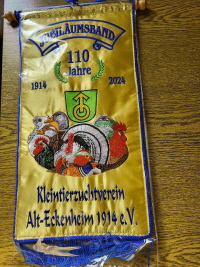 JUBILÄUMSBAND
110
Jahre
1914 2024
Kleintierzuchtverein
Alt-Eckenheim 1914 e.V.